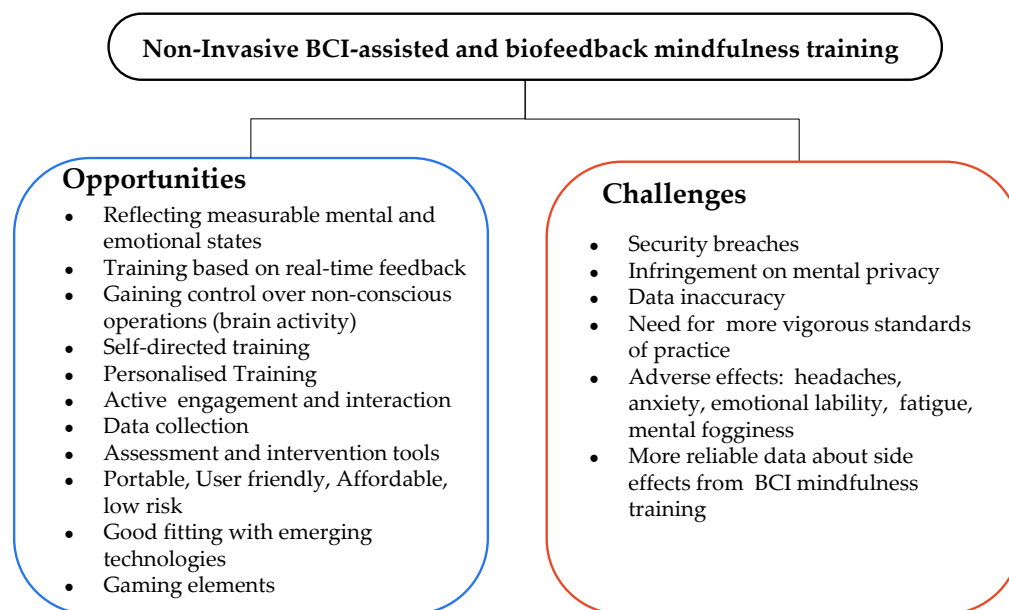 Non-Invasive BCI-assisted and biofeedback mindfulness training
Opportunities
• Reflecting measurable mental and
emotional states
• Training based on real-time feedback
• Gaining control over non-conscious
operations (brain activity)
• Self-directed training
• Personalised Training
• Active engagement and interaction
• Data collection
• Assessment and intervention tools
• Portable, User friendly, Affordable,
low risk
• Good fitting with emerging
technologies
• Gaming elements
Challenges
• Security breaches
• Infringement on mental privacy
• Data inaccuracy
• Need for more vigorous standards
of practice
• Adverse effects: headaches,
anxiety, emotional lability, fatigue,
mental fogginess
• More reliable data about side
effects from BCI mindfulness
training